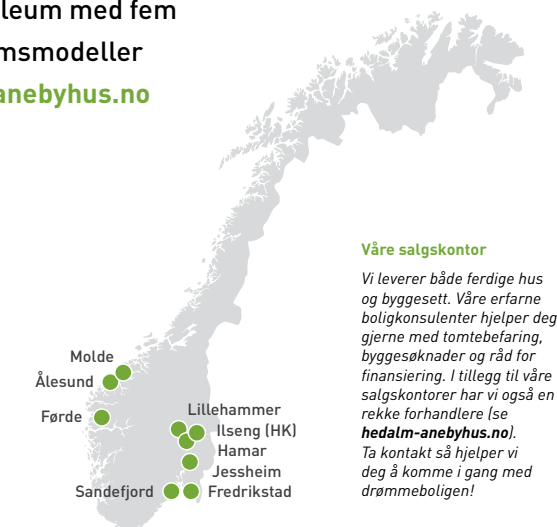 leum med fem
msmodeller
anebyhus.no
Våre salgskontor
Vi leverer både ferdige hus
og byggesett. Våre erfarne
boligkonsulenter hjelper deg
gjerne med tomtebefaring,
byggesøknader og råd for
finansiering. I tillegg til våre
salgskontorer har vi også en
rekke forhandlere (se
hedalm-anebyhus.no).
Ta kontakt så hjelper vi
deg å komme i gang med
drømmeboligen!
Molde
Ålesund
Førde
Lillehammer
Ilseng (HK)
Hamar
Jessheim
Sandefjord
Fredrikstad